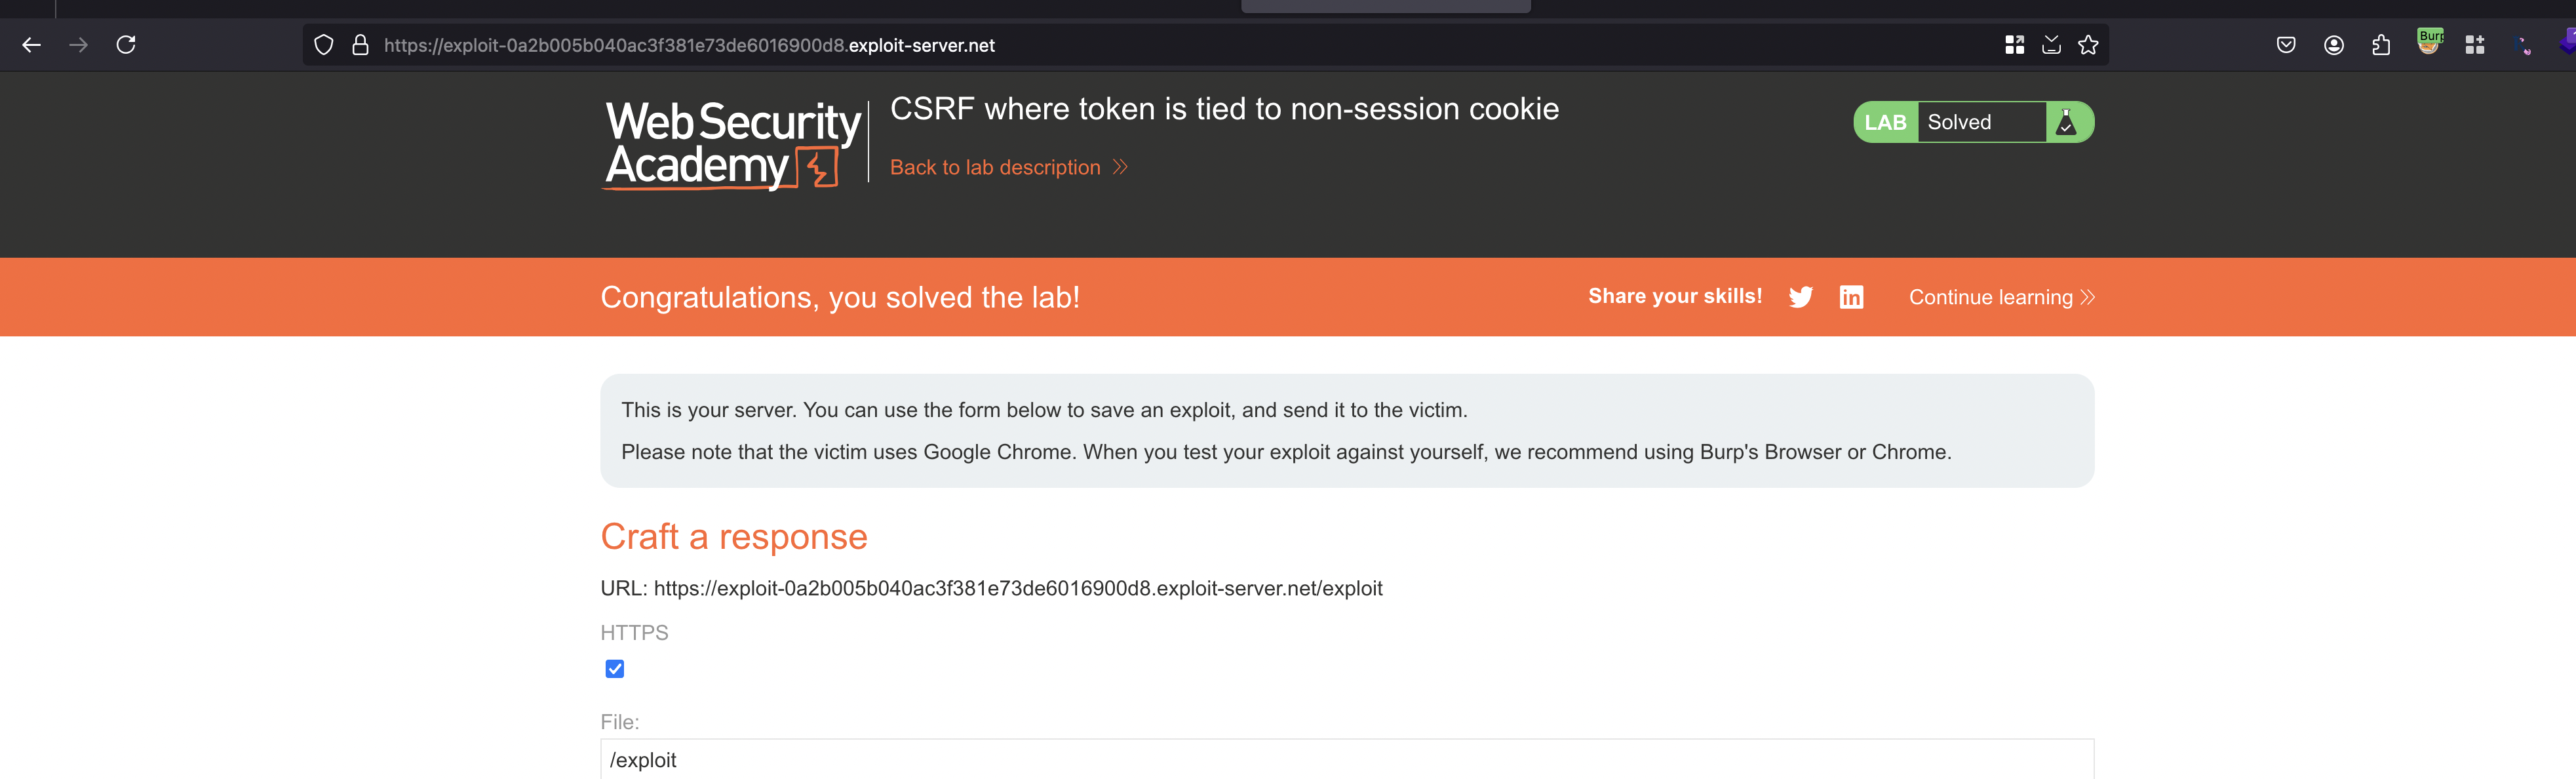 https://exploit-0a2b005b040ac3f381e73de6016900d8.exploit-server.net
Burp
WebSecurity
Academy
CSRF where token is tied to non-session cookie
Back to lab description
LAB Solved
Congratulations, you solved the lab!
Share your skills!
Continue learning
This is your server. You can use the form below to save an exploit, and send it to the victim.
Please note that the victim uses Google Chrome. When you test your exploit against yourself, we recommend using Burp's Browser or Chrome.
Craft a response
URL: https://exploit-0a2b005b040ac3f381e73de6016900d8.exploit-server.net/exploit
HTTPS
File:
/exploit